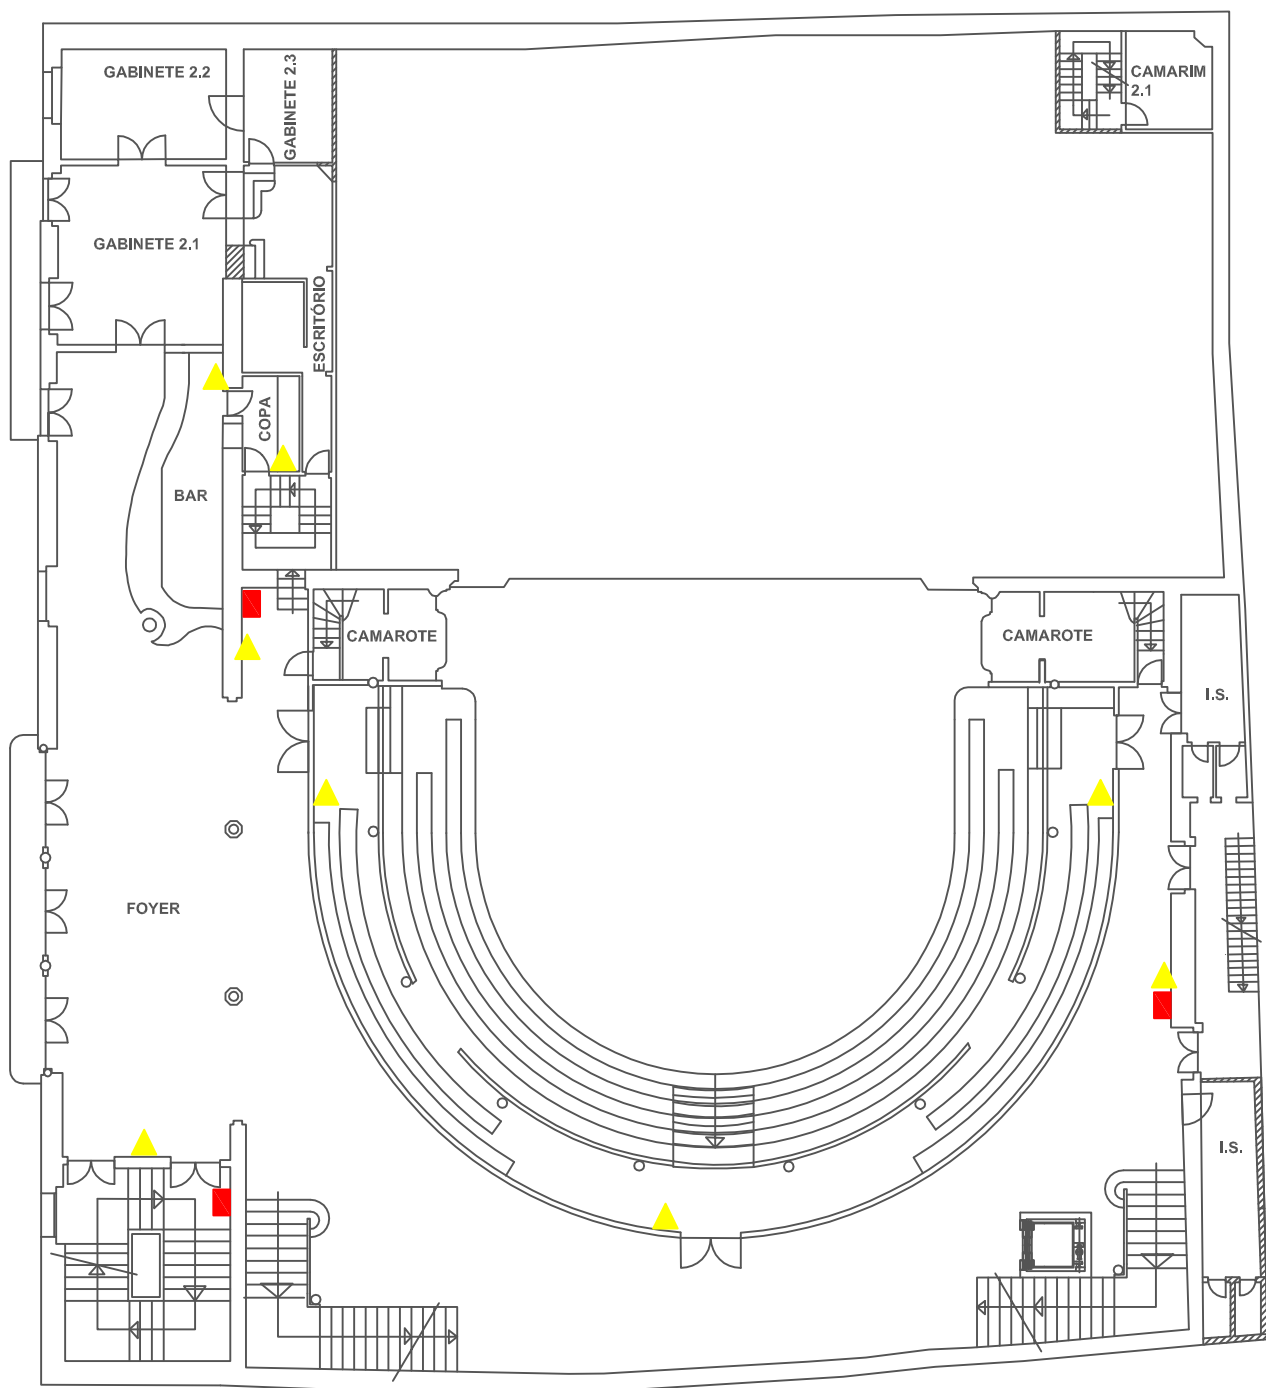 GABINETE 2.2
GABINETE 2.3
CAMARIM
2.1
GABINETE 2.1
ESCRITÓRIO
COPA
BAR
CAMAROTE
CAMAROTE
I.S.
FOYER
I.S.